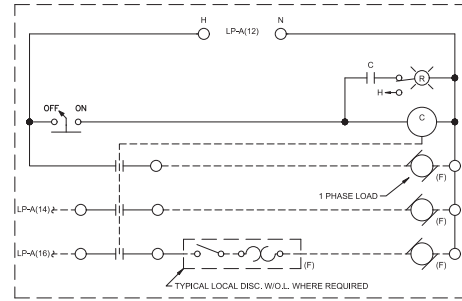 H LP-A(12) N
C
R
H
OFF ON
C
(F)
1 PHASE LOAD
LP-A(14)
(F)
LP-A(16)
(F)
(F)
TYPICAL LOCAL DISC. W/O.L. WHERE REQUIRED